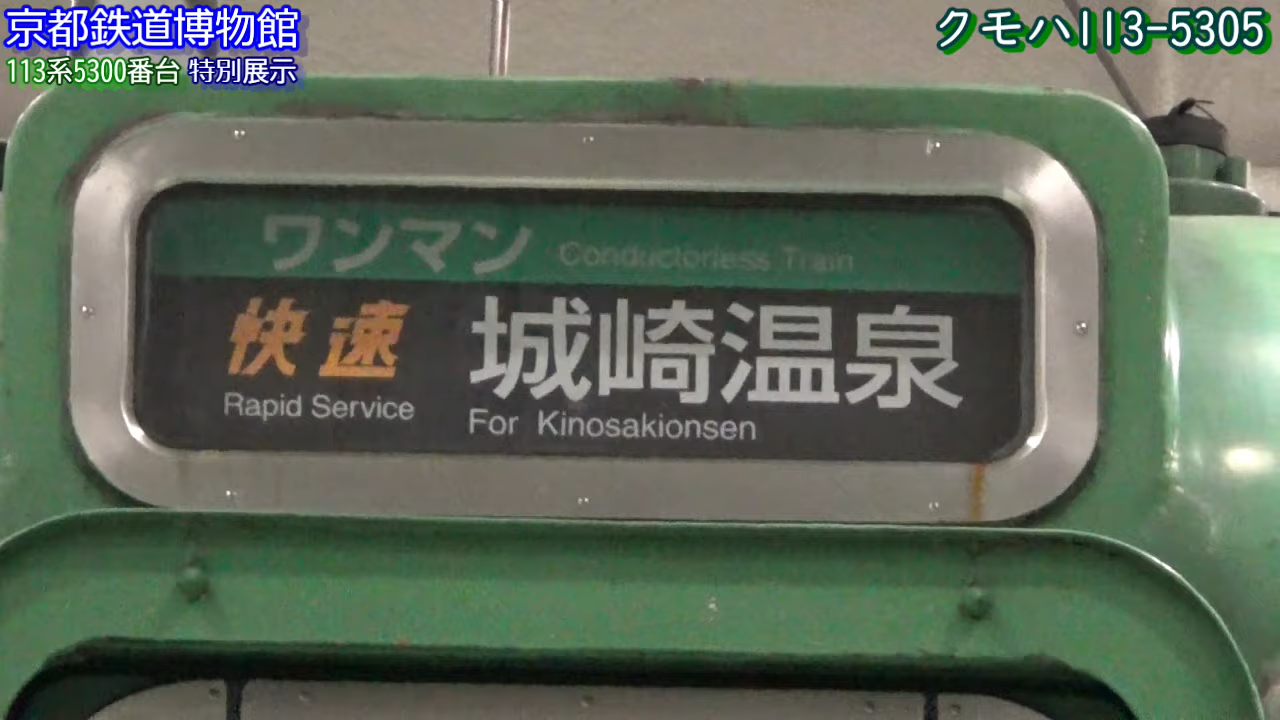 京都鉄道博物館
クモハ113-5305
113系5300番台 特別展示
ワンマン Conductorless Train
快速 城崎温泉
Rapid Service For Kinosakionsen